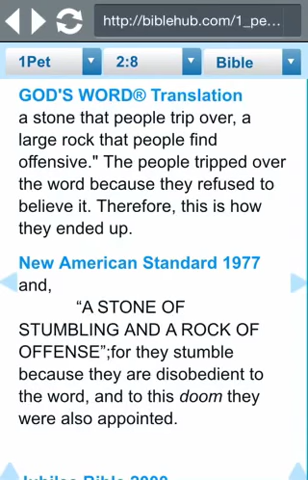 http://biblehub.com/1_pe...
1Pet 2:8 Bible
GOD'S WORD® Translation
a stone that people trip over, a
large rock that people find
offensive." The people tripped over
the word because they refused to
believe it. Therefore, this is how
they ended up.
New American Standard 1977
and,
“A STONE OF
STUMBLING AND A ROCK OF
OFFENSE”;for they stumble
because they are disobedient to
the word, and to this doom they
were also appointed.
Jubilee Bible 2000